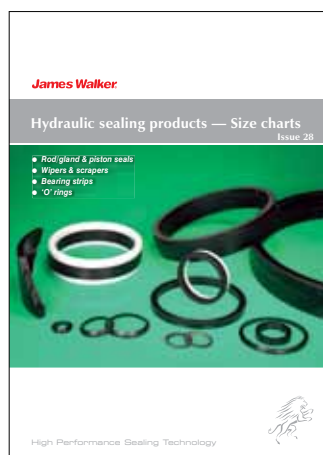 James Walker
Hydraulic sealing products — Size charts
Issue 28
● Rod/gland & piston seals
● Wipers & scrapers
● Bearing strips
● 'O' rings
High Performance Sealing Technology